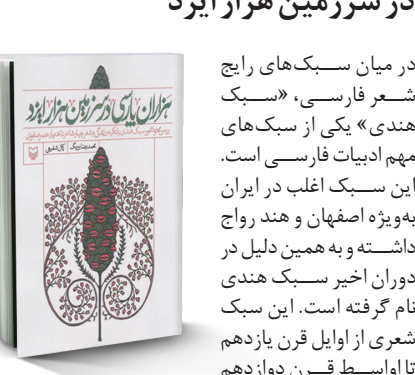 در سرزمین هزار ایزد
در میان سبک‌های رایج
شعر فارسی، «سبک
هندی» یکی از سبک‌های
مهم ادبیات فارسی است.
این سبک اغلب در ایران
به‌ویژه اصفهان و هند رواج
داشته و به همین دلیل در
دوران اخیر سبک هندی
نام گرفته است. این سبک
شعری از اوایل قرن یازدهم
تا اواسط قرن دوازدهم
هزاران پارسی در سرزمین هزار ایزد